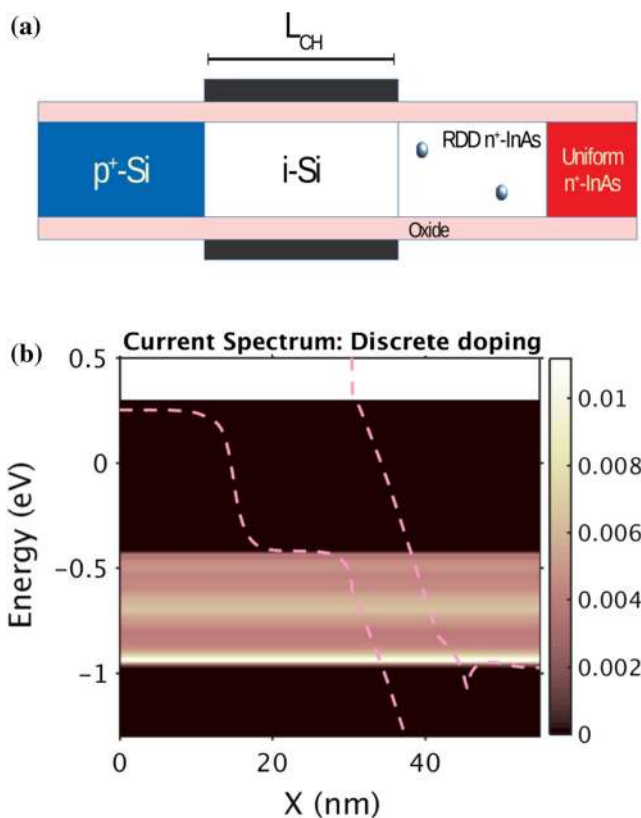 (a)
L_CH
p⁺-Si
i-Si
RDD n⁺-InAs
Uniform
n⁺-InAs
Oxide
(b)
Current Spectrum: Discrete doping
0.5
0
-0.5
-1
Energy (eV)
0
20
40
X (nm)
0.01
0.008
0.006
0.004
0.002
0